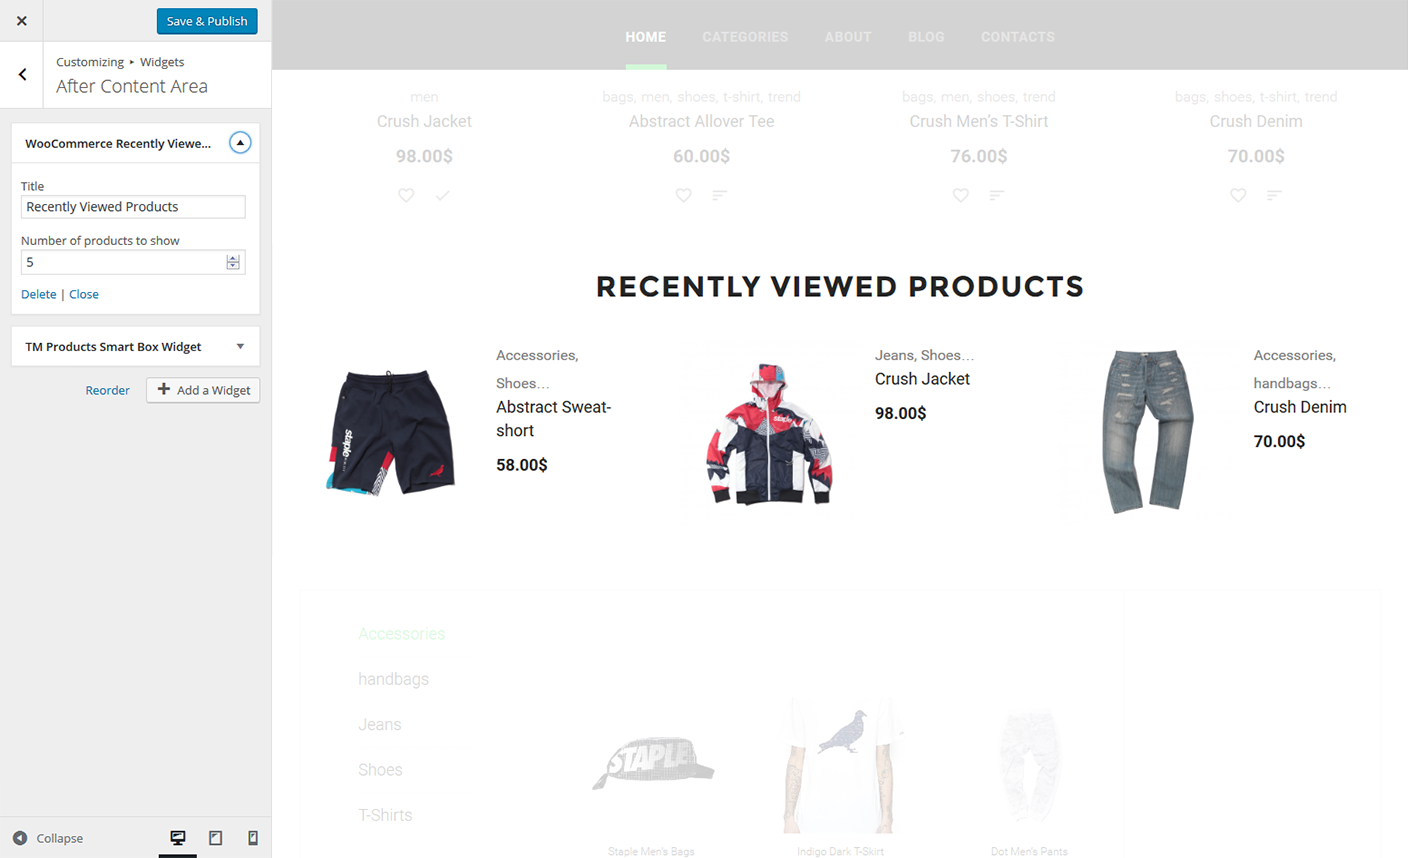 Save & Publish
Customizing ▸ Widgets
After Content Area
WooCommerce Recently Viewe...
Title
Recently Viewed Products
Number of products to show
5
Delete | Close
TM Products Smart Box Widget
Reorder
Add a Widget
Collapse
HOME CATEGORIES ABOUT BLOG CONTACTS
men
Crush Jacket
98.00$
bags, men, shoes, t-shirt, trend
Abstract Allover Tee
60.00$
bags, men, shoes, trend
Crush Men's T-Shirt
76.00$
bags, shoes, t-shirt, trend
Crush Denim
70.00$
RECENTLY VIEWED PRODUCTS
staple
Accessories,
Shoes...
Abstract Sweat-
short
58.00$
staple
Jeans, Shoes...
Crush Jacket
98.00$
Accessories,
handbags...
Crush Denim
70.00$
Accessories
handbags
Jeans
Shoes
T-Shirts
STAPLE
Staple Men's Bags
Indigo Dark T-Skirt
Dot Men's Pants